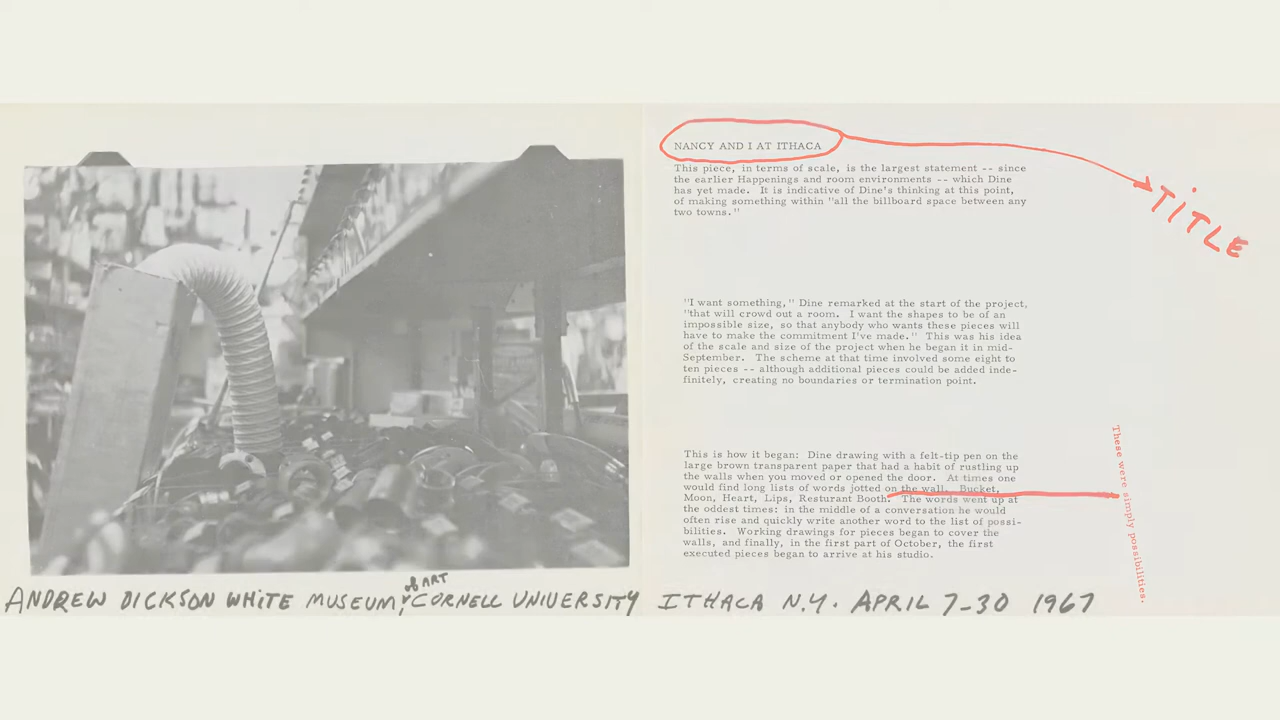 NANCY AND I AT ITHACA
TITLE
This piece, in terms of scale, is the largest statement -- since
the earlier Happenings and room environments -- which Dine
has yet made. It is indicative of Dine's thinking at this point,
of making something within "all the billboard space between any
two towns."
"I want something," Dine remarked at the start of the project,
"that will crowd out a room. I want the shapes to be of an
impossible size, so that anybody who wants these pieces will
have to make the commitment I've made." This was his idea
of the scale and size of the project when he began it in mid-
September. The scheme at that time involved some eight to
ten pieces -- although additional pieces could be added inde-
finitely, creating no boundaries or termination point.
This is how it began: Dine drawing with a felt-tip pen on the
large brown transparent paper that had a habit of rustling up
the walls when you moved or opened the door. At times one
would find long lists of words jotted on the wall. Bucket,
Moon, Heart, Lips, Resturant Booth. The words went up at
the oddest times: in the middle of a conversation he would
often rise and quickly write another word to the list of possi-
bilities. Working drawings for pieces began to cover the
walls, and finally, in the first part of October, the first
executed pieces began to arrive at his studio.
These were simply possibilities.
ANDREW DICKSON WHITE MUSEUM, of ART CORNELL UNIVERSITY ITHACA N.Y. APRIL 7-30 1967